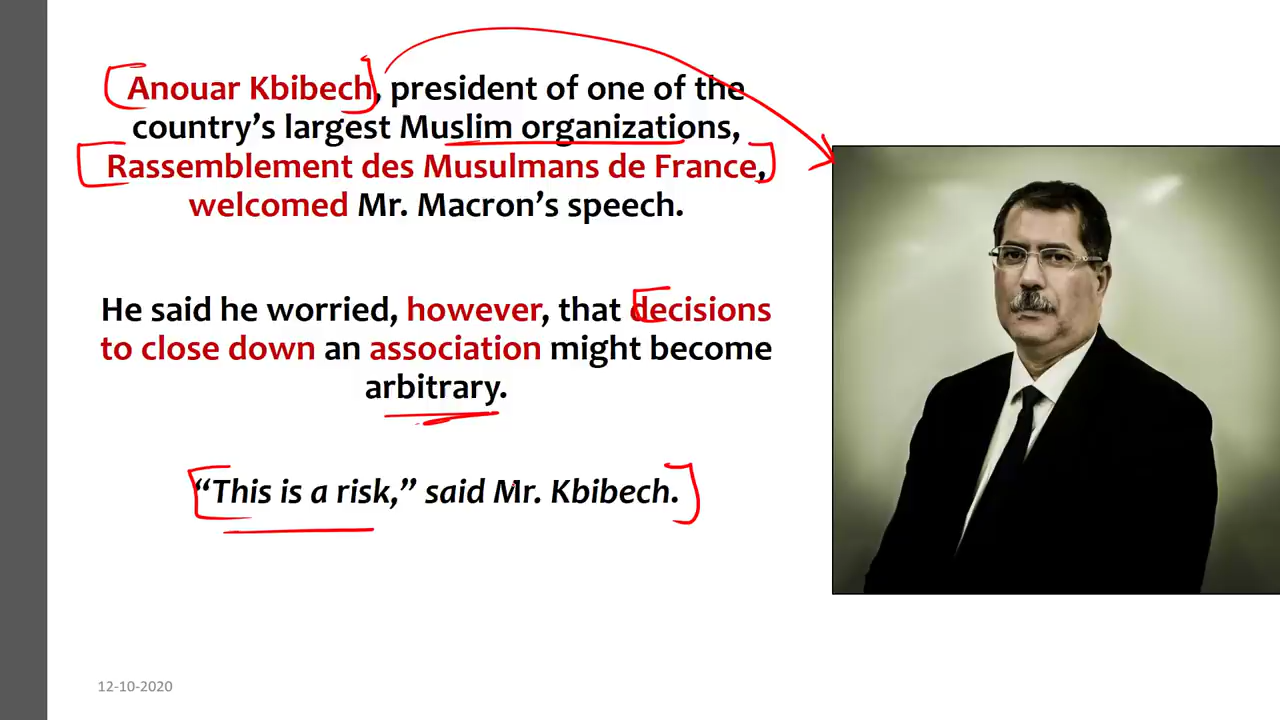 Anouar Kbibech, president of one of the
country’s largest Muslim organizations,
Rassemblement des Musulmans de France,
welcomed Mr. Macron’s speech.
He said he worried, however, that decisions
to close down an association might become
arbitrary.
“This is a risk,” said Mr. Kbibech.
12-10-2020